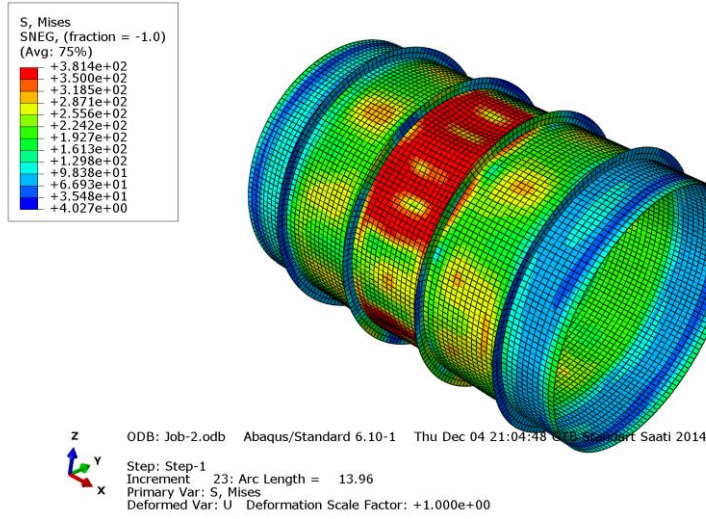 S, Mises
SNEG, (fraction = -1.0)
(Avg: 75%)
+3.814e+02
+3.500e+02
+3.185e+02
+2.871e+02
+2.556e+02
+2.242e+02
+1.927e+02
+1.613e+02
+1.298e+02
+9.838e+01
+6.693e+01
+3.548e+01
+4.027e+00
Z
Y
X
ODB: Job-2.odb Abaqus/Standard 6.10-1 Thu Dec 04 21:04:48 GTB Standart Saati 2014
Step: Step-1
Increment 23: Arc Length = 13.96
Primary Var: S, Mises
Deformed Var: U Deformation Scale Factor: +1.000e+00